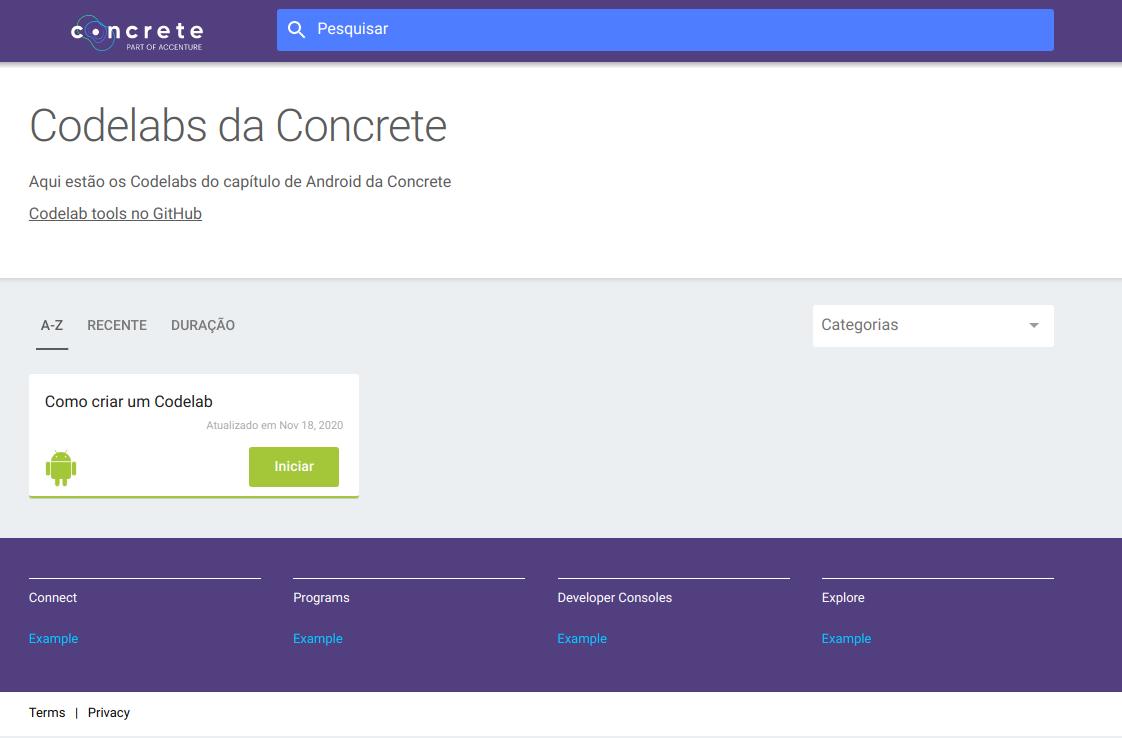 concrete
PART OF ACCENTURE
Pesquisar
Codelabs da Concrete
Aqui estão os Codelabs do capítulo de Android da Concrete
Codelab tools no GitHub
A-Z RECENTE DURAÇÃO
Categorias
Como criar um Codelab
Atualizado em Nov 18, 2020
Iniciar
Connect Programs Developer Consoles Explore
Example Example Example Example
Terms | Privacy